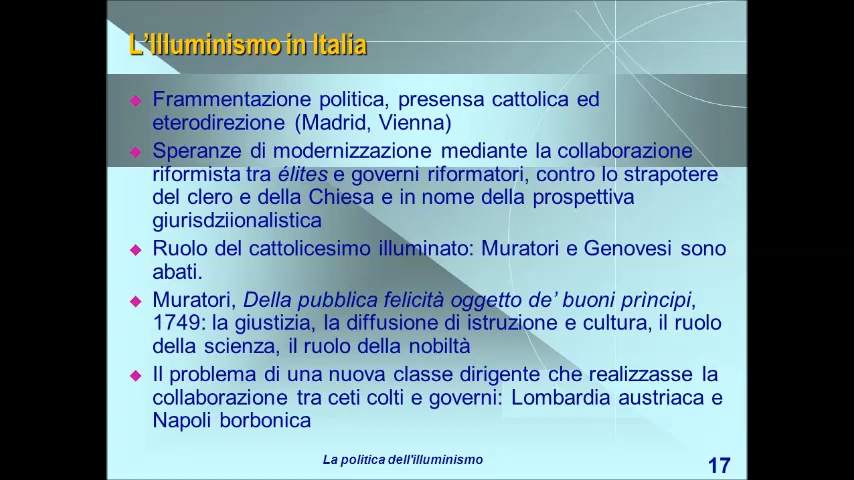 L'Illuminismo in Italia
Frammentazione politica, presensa cattolica ed
eterodirezione (Madrid, Vienna)
Speranze di modernizzazione mediante la collaborazione
riformista tra élites e governi riformatori, contro lo strapotere
del clero e della Chiesa e in nome della prospettiva
giurisdziionalistica
Ruolo del cattolicesimo illuminato: Muratori e Genovesi sono
abati.
Muratori, Della pubblica felicità oggetto de' buoni prìncipi,
1749: la giustizia, la diffusione di istruzione e cultura, il ruolo
della scienza, il ruolo della nobiltà
Il problema di una nuova classe dirigente che realizzasse la
collaborazione tra ceti colti e governi: Lombardia austriaca e
Napoli borbonica
La politica dell'illuminismo
17